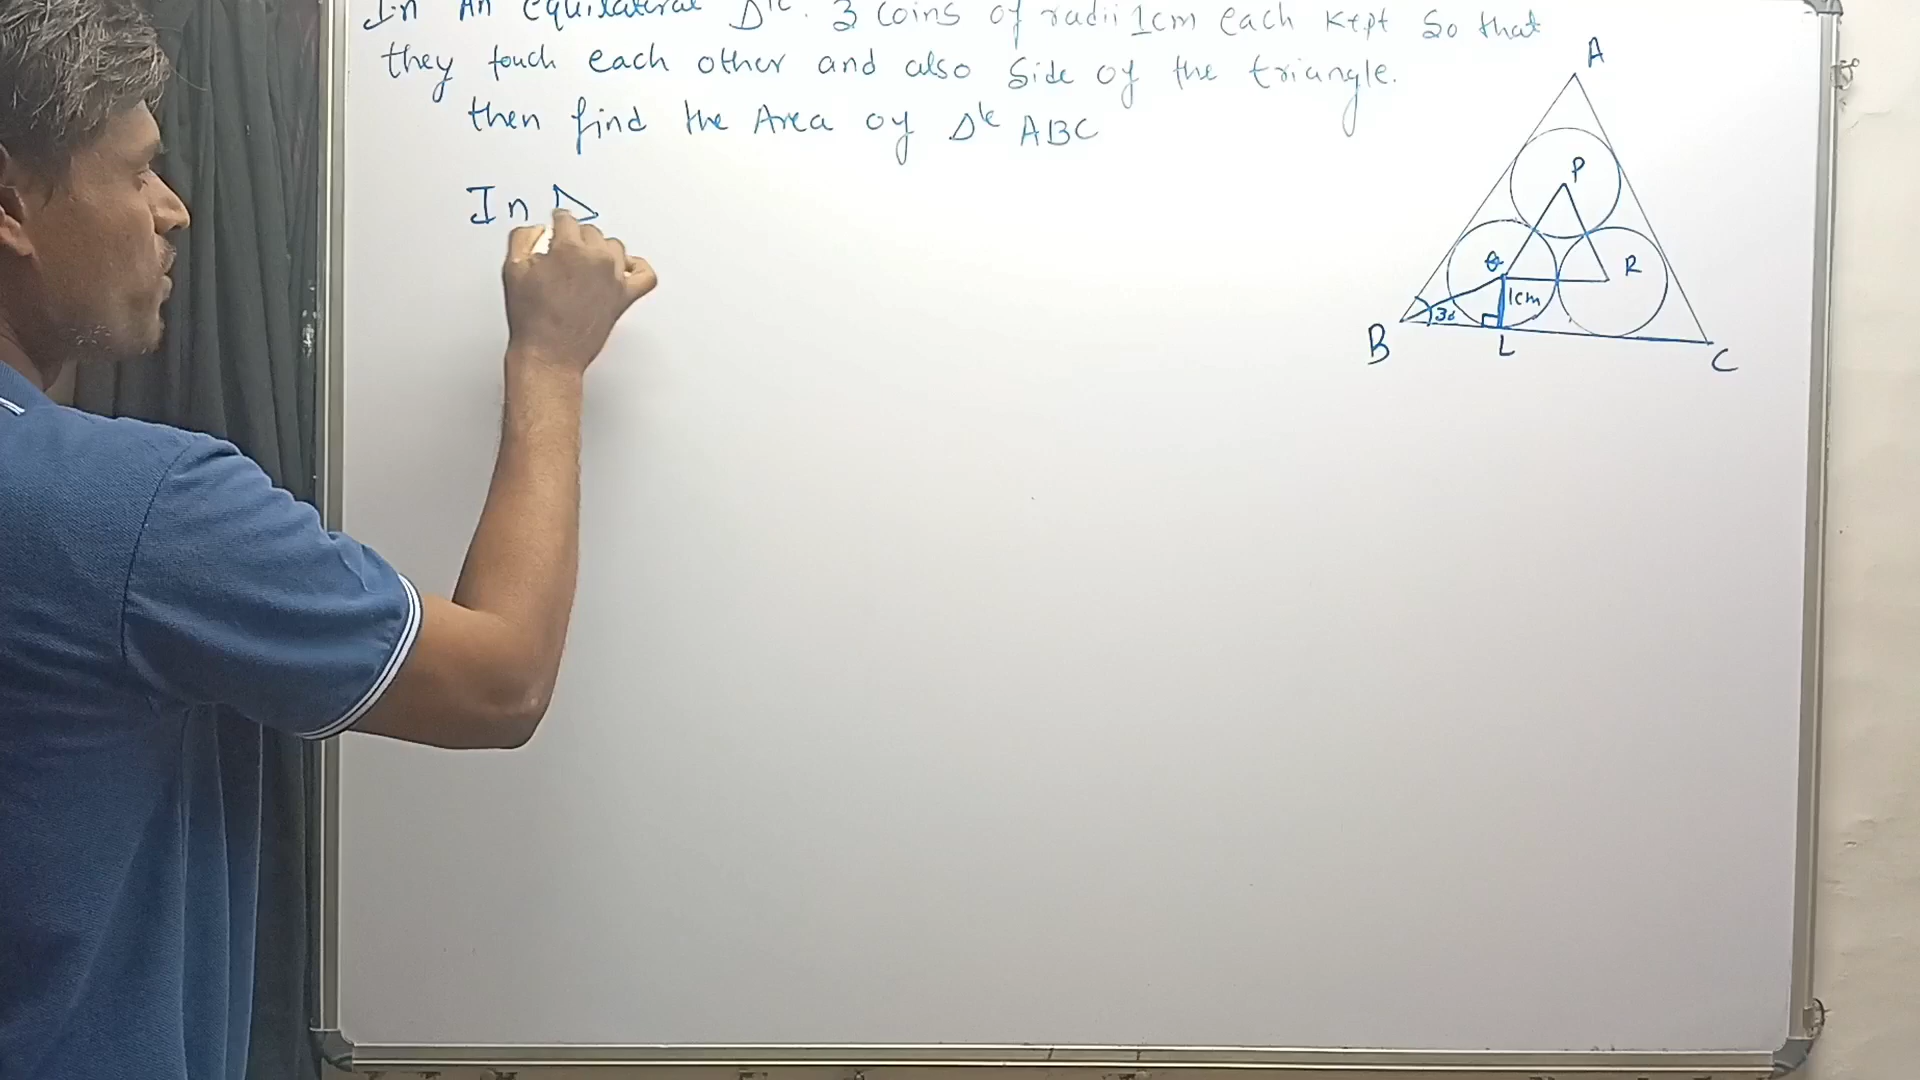 In An equilateral Δle. 3 coins of radii 1cm each kept so that
they touch each other and also side of the triangle.
then find the Area of Δle ABC
In Δ
A
P
Q
R
1cm
30
B
L
C